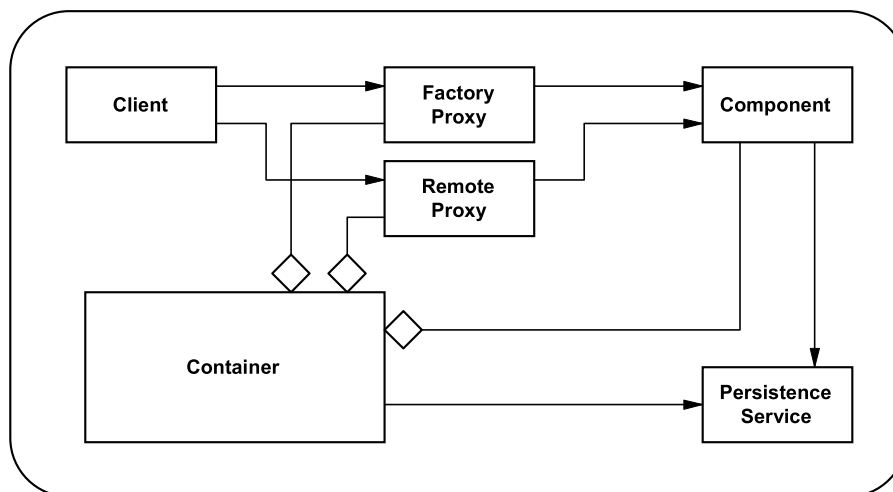 Client
Factory
Proxy
Component
Remote
Proxy
Container
Persistence
Service